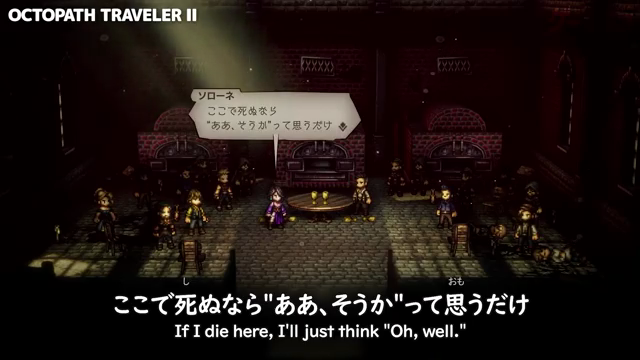 OCTOPATH TRAVELER II
ソローネ
ここで死ぬなら
"ああ、そうか"って思うだけ
し おも
ここで死ぬなら"ああ、そうか"って思うだけ
If I die here, I'll just think "Oh, well."